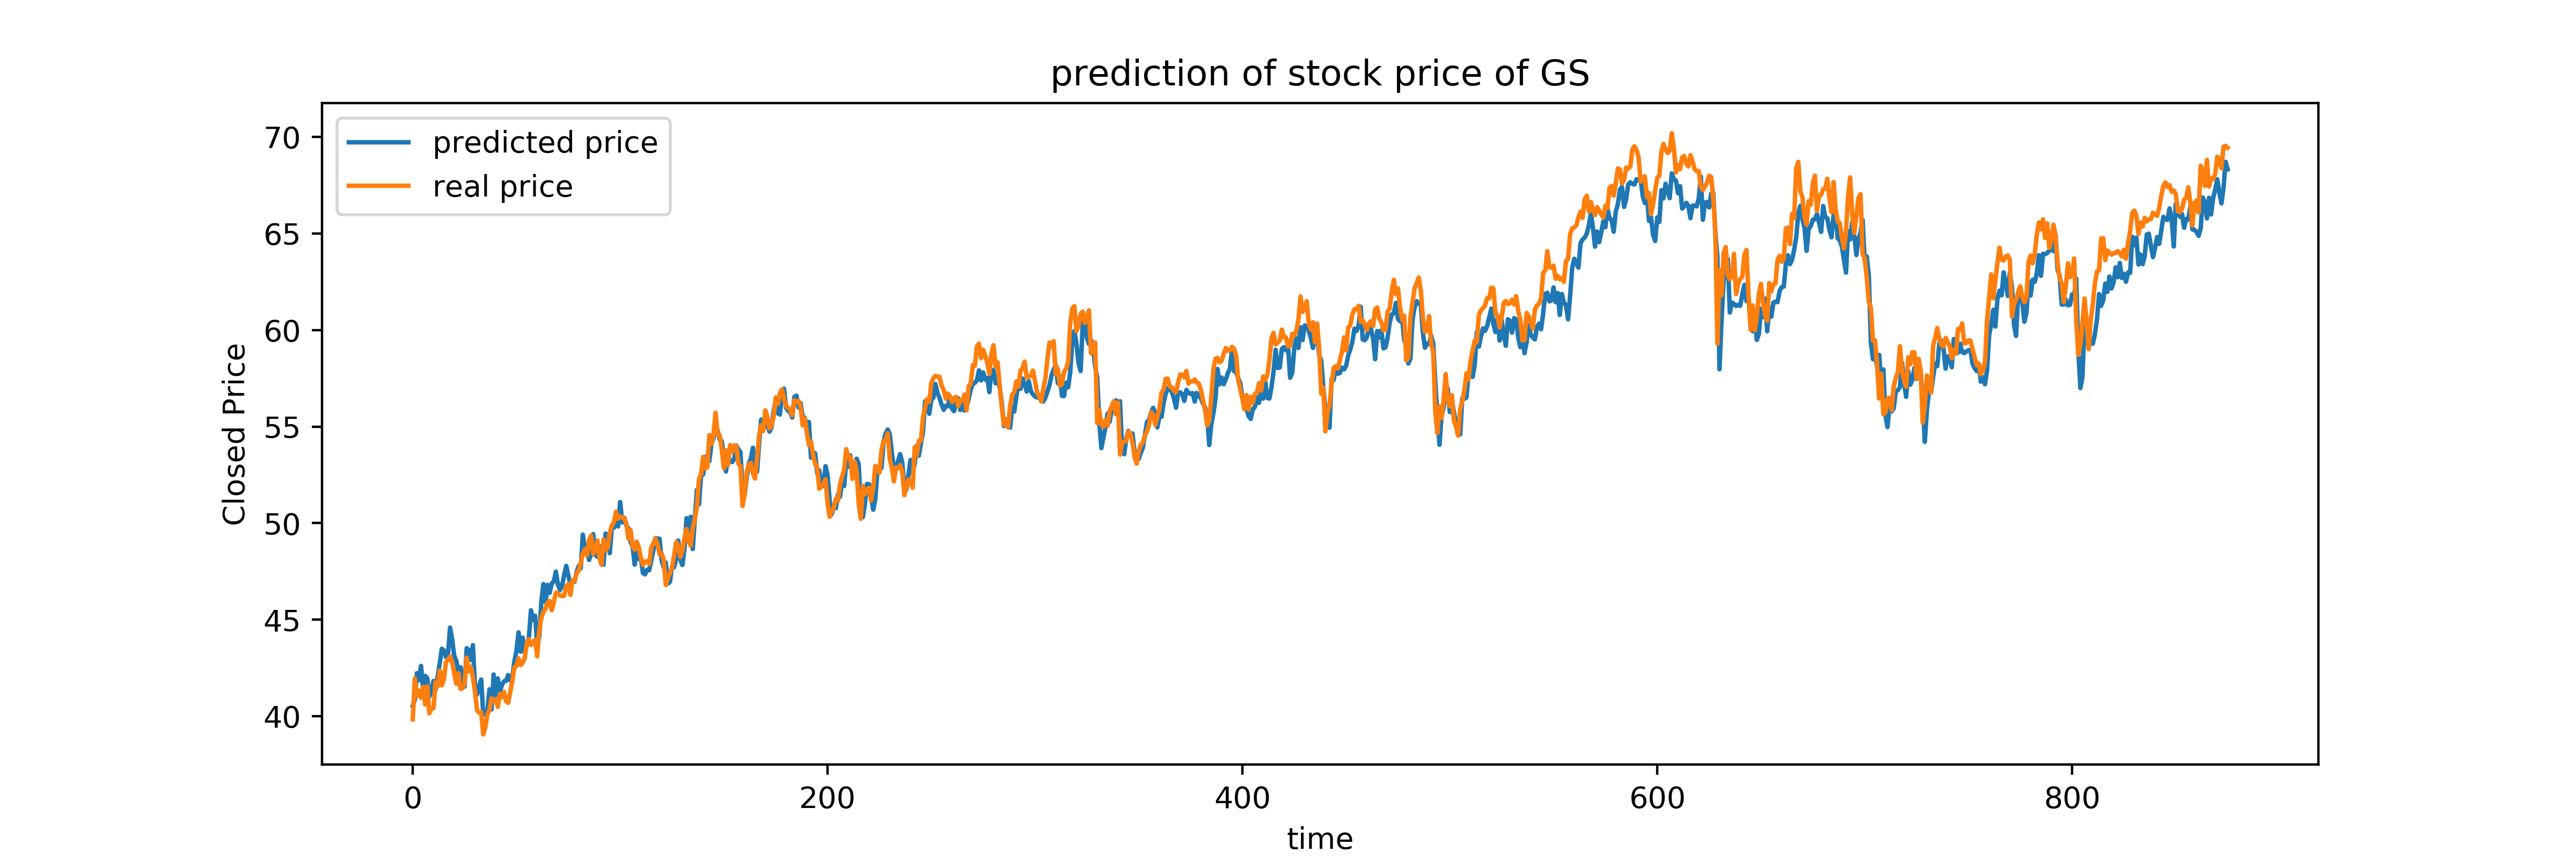 prediction of stock price of GS
predicted price
real price
70
65
60
55
50
45
40
Closed Price
0 200 400 600 800
time